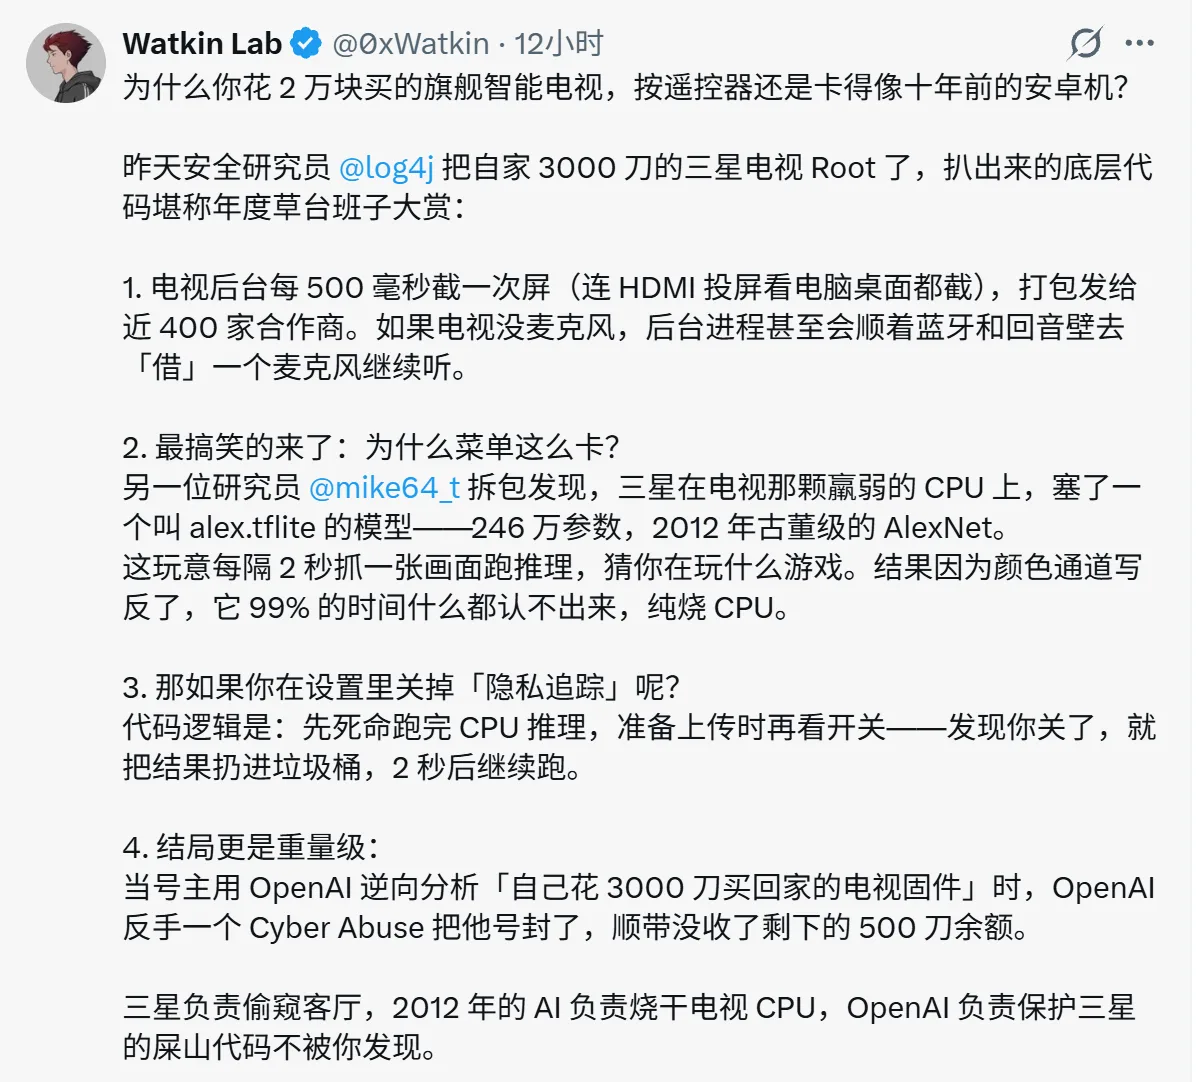 Watkin Lab @0xWatkin · 12小时
为什么你花 2 万块买的旗舰智能电视，按遥控器还是卡得像十年前的安卓机？
昨天安全研究员 @log4j 把自家 3000 刀的三星电视 Root 了，扒出来的底层代
码堪称年度草台班子大赏：
1. 电视后台每 500 毫秒截一次屏（连 HDMI 投屏看电脑桌面都截），打包发给
近 400 家合作商。如果电视没麦克风，后台进程甚至会顺着蓝牙和回音壁去
「借」一个麦克风继续听。
2. 最搞笑的来了：为什么菜单这么卡？
另一位研究员 @mike64_t 拆包发现，三星在电视那颗羸弱的 CPU 上，塞了一
个叫 alex.tflite 的模型——246 万参数，2012 年古董级的 AlexNet。
这玩意每隔 2 秒抓一张画面跑推理，猜你在玩什么游戏。结果因为颜色通道写
反了，它 99% 的时间什么都认不出来，纯烧 CPU。
3. 那如果你在设置里关掉「隐私追踪」呢？
代码逻辑是：先死命跑完 CPU 推理，准备上传时再看开关——发现你关了，就
把结果扔进垃圾桶，2 秒后继续跑。
4. 结局更是重量级：
当号主用 OpenAI 逆向分析「自己花 3000 刀买回家的电视固件」时，OpenAI
反手一个 Cyber Abuse 把他号封了，顺带没收了剩下的 500 刀余额。
三星负责偷窥客厅，2012 年的 AI 负责烧干电视 CPU，OpenAI 负责保护三星
的屎山代码不被你发现。